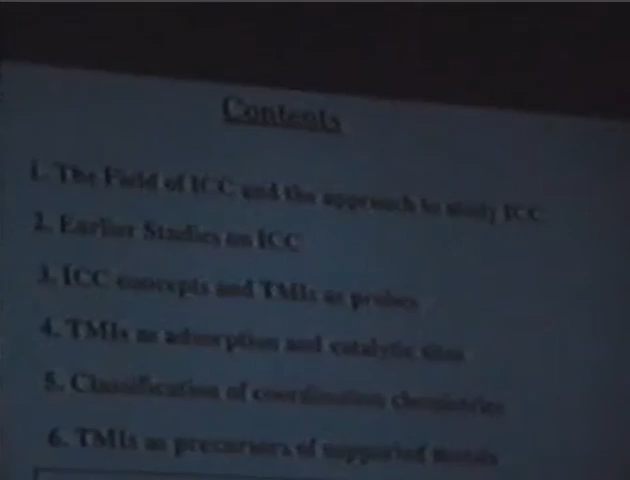 Contents
1. The Field of ICC and the approach to study ICC
2. Earlier Studies on ICC
3. ICC concepts and TMIs as probes
4. TMIs as adsorption and catalytic sites
5. Classification of coordination chemistries
6. TMIs as precursors of supported metals